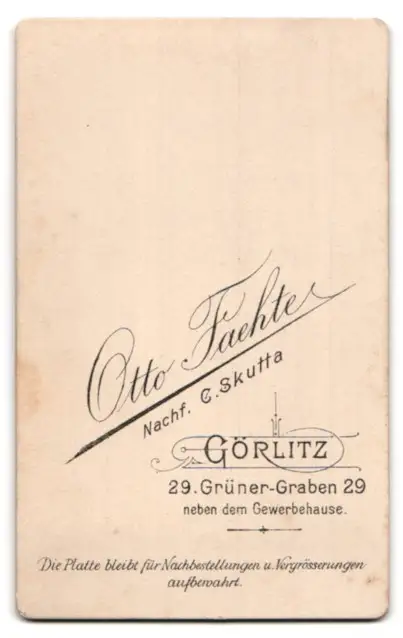 Otto Faehte
Nachf. C. Skutta
GÖRLITZ
29. Grüner-Graben 29
neben dem Gewerbehause.
Die Platte bleibt für Nachbestellungen u. Vergrösserungen
aufbewahrt.